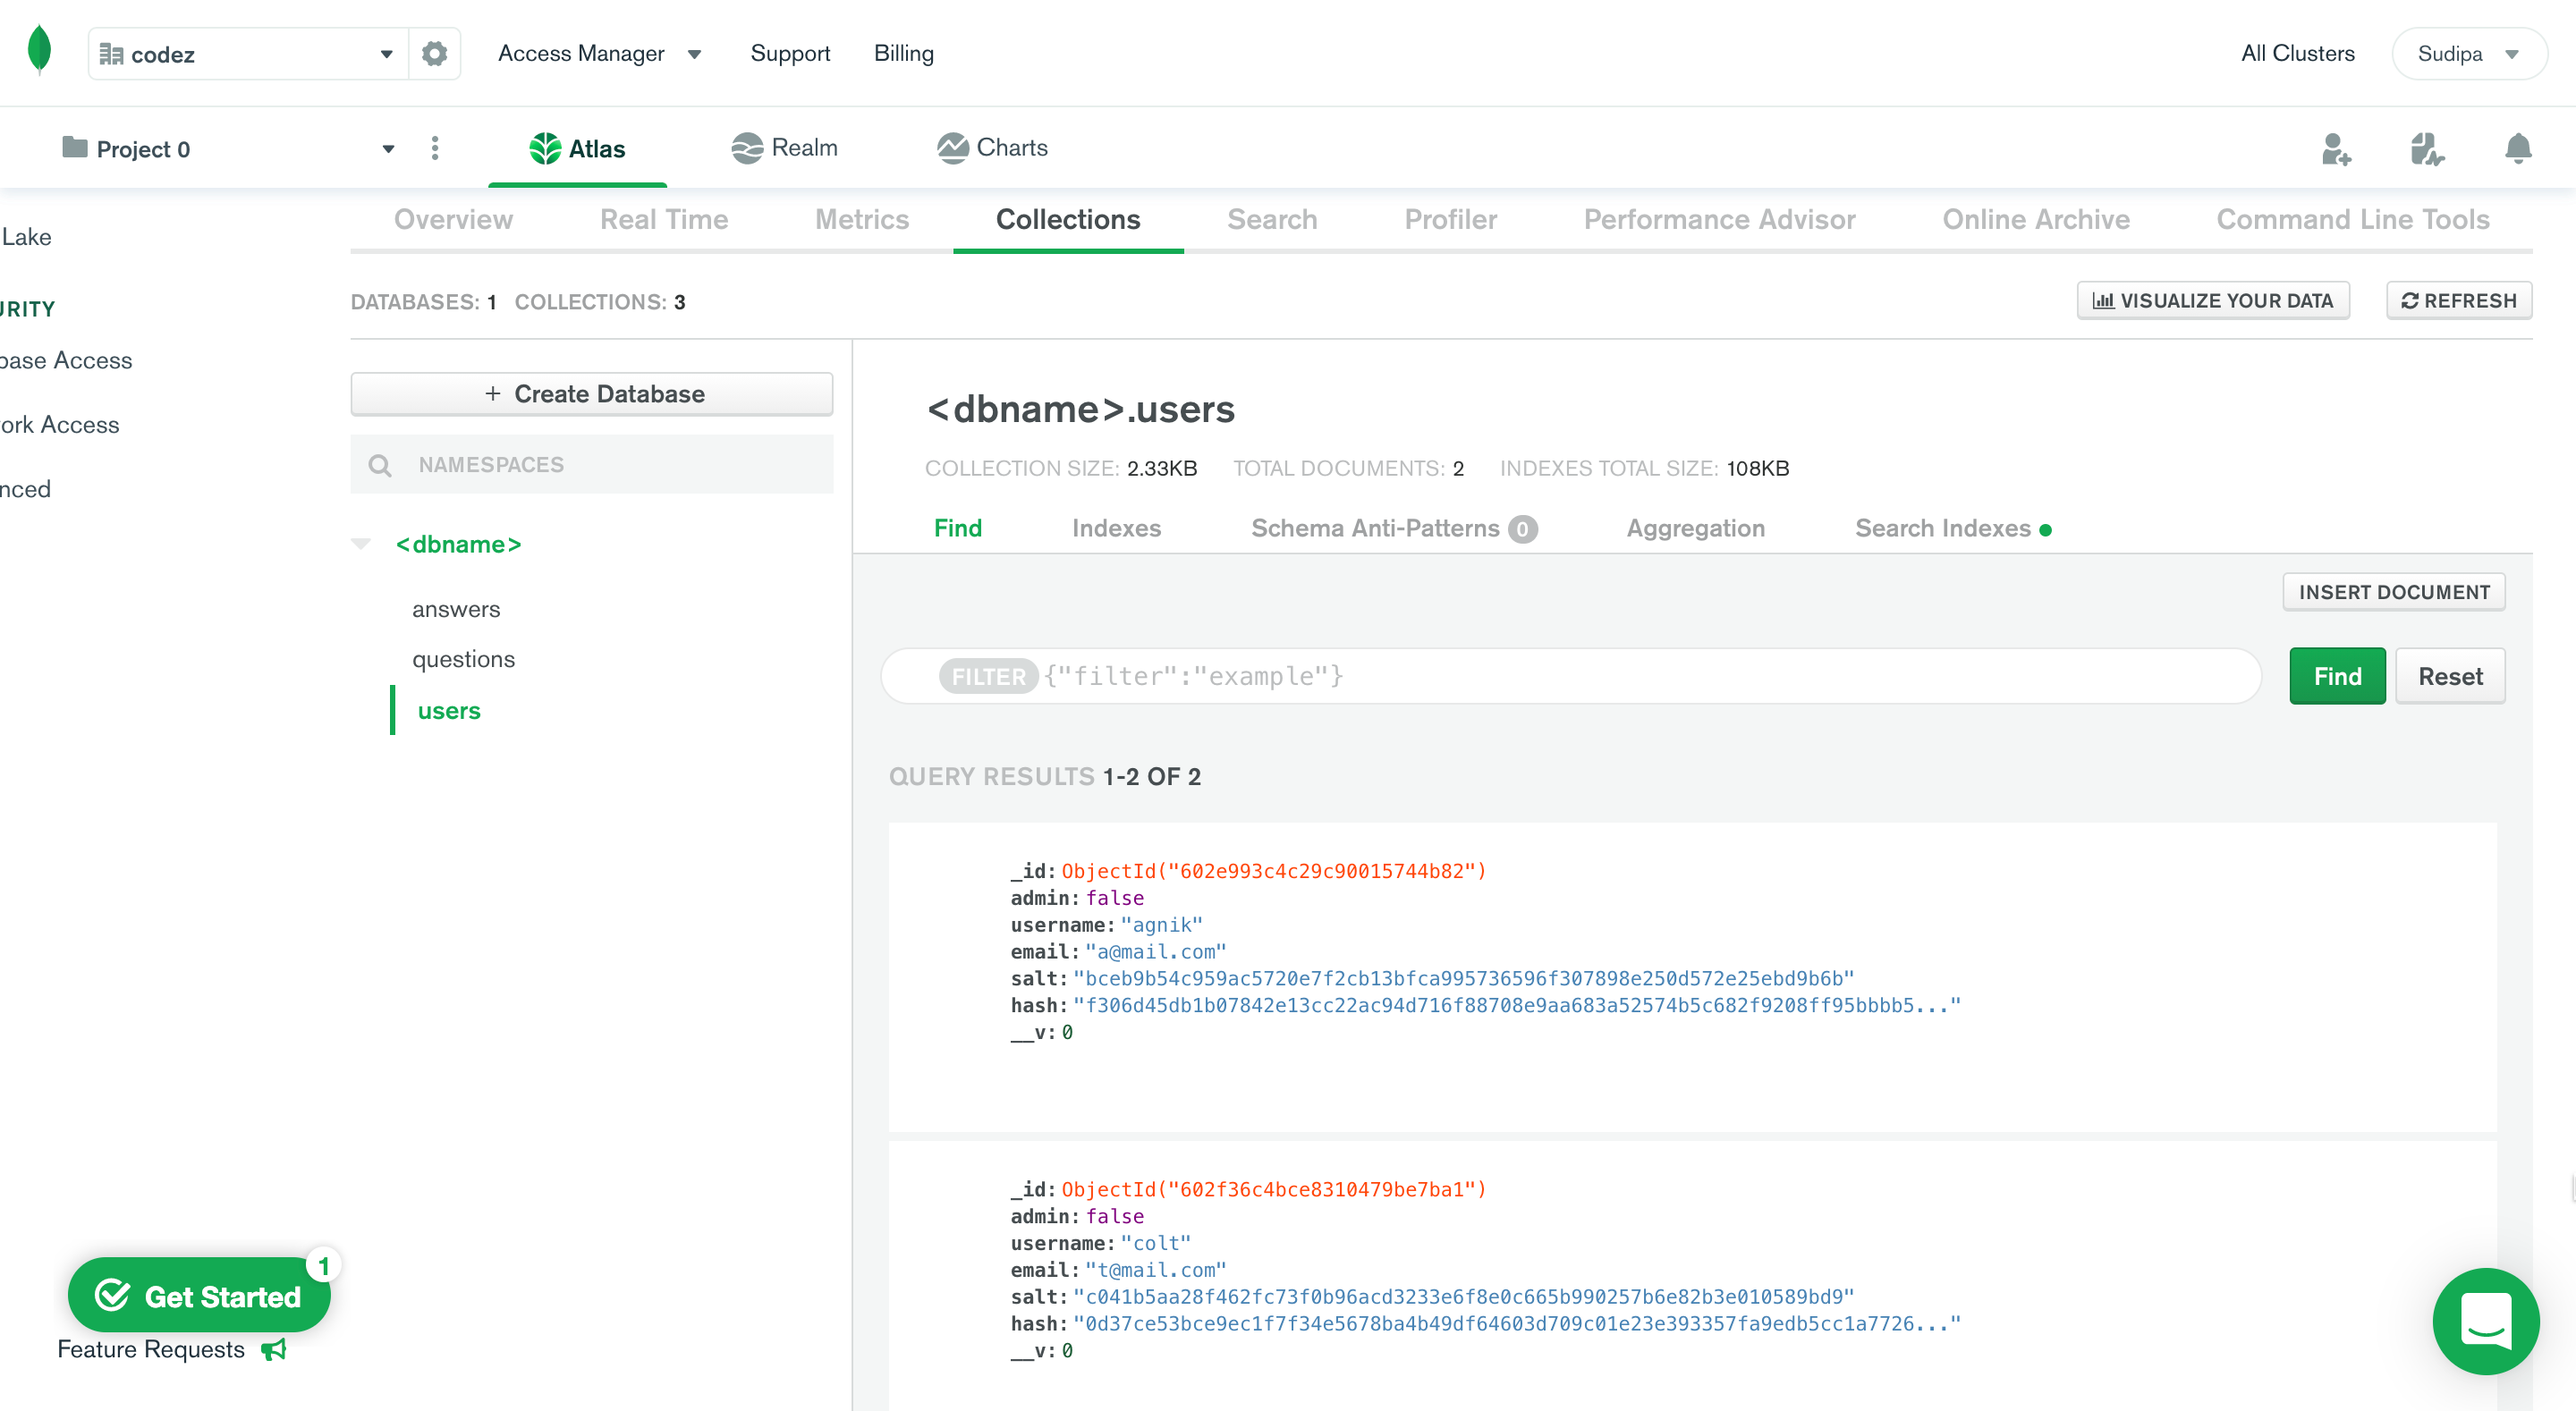 codez Access Manager Support Billing All Clusters Sudipa
Project 0 Atlas Realm Charts
Overview Real Time Metrics Collections Search Profiler Performance Advisor Online Archive Command Line Tools
Lake
URITY
base Access
ork Access
nced
DATABASES: 1 COLLECTIONS: 3
VISUALIZE YOUR DATA REFRESH
+ Create Database
NAMESPACES
<dbname>
answers
questions
users
<dbname>.users
COLLECTION SIZE: 2.33KB TOTAL DOCUMENTS: 2 INDEXES TOTAL SIZE: 108KB
Find Indexes Schema Anti-Patterns 0 Aggregation Search Indexes
INSERT DOCUMENT
FILTER {"filter":"example"} Find Reset
QUERY RESULTS 1-2 OF 2
_id: ObjectId("602e993c4c29c90015744b82")
admin: false
username: "agnik"
email: "a@mail.com"
salt: "bceb9b54c959ac5720e7f2cb13bfca995736596f307898e250d572e25ebd9b6b"
hash: "f306d45db1b07842e13cc22ac94d716f88708e9aa683a52574b5c682f9208ff95bbbb5..."
__v: 0
_id: ObjectId("602f36c4bce8310479be7ba1")
admin: false
username: "colt"
email: "t@mail.com"
salt: "c041b5aa28f462fc73f0b96acd3233e6f8e0c665b990257b6e82b3e010589bd9"
hash: "0d37ce53bce9ec1f7f34e5678ba4b49df64603d709c01e23e393357fa9edb5cc1a7726..."
__v: 0
Get Started 1
Feature Requests